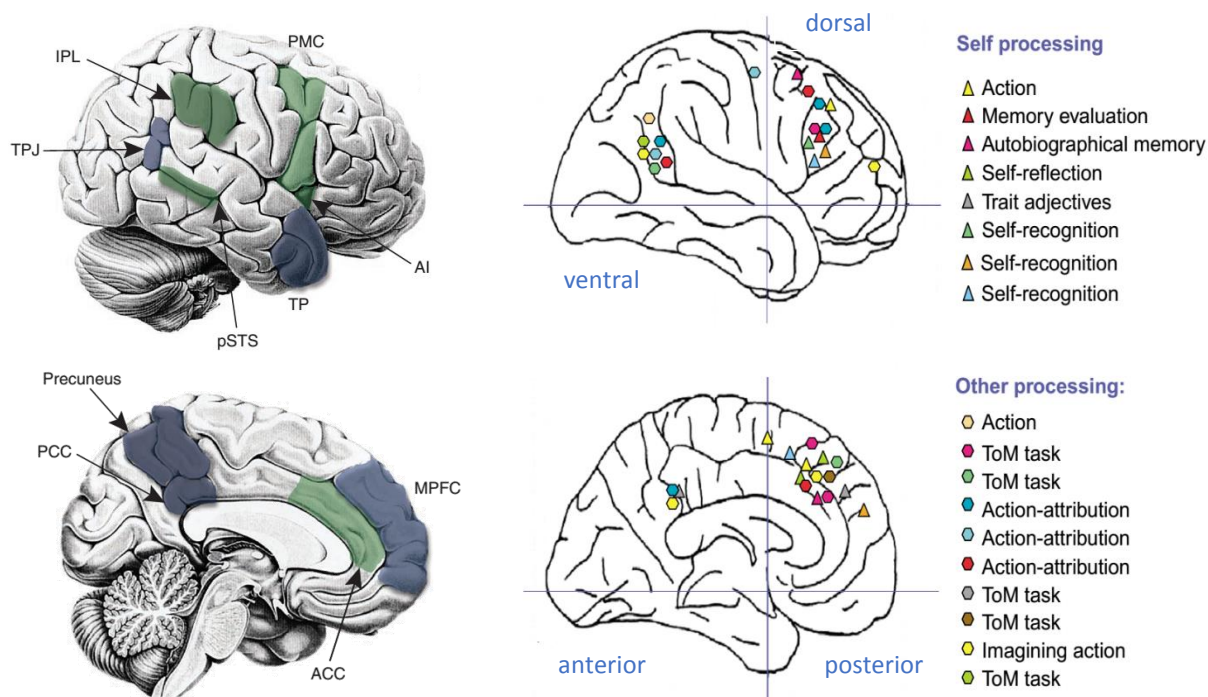 IPL
PMC
TPJ
AI
TP
pSTS
Precuneus
PCC
MPFC
ACC
dorsal
ventral
anterior
posterior
Self processing
Action
Memory evaluation
Autobiographical memory
Self-reflection
Trait adjectives
Self-recognition
Self-recognition
Self-recognition
Other processing:
Action
ToM task
ToM task
Action-attribution
Action-attribution
Action-attribution
ToM task
ToM task
Imagining action
ToM task